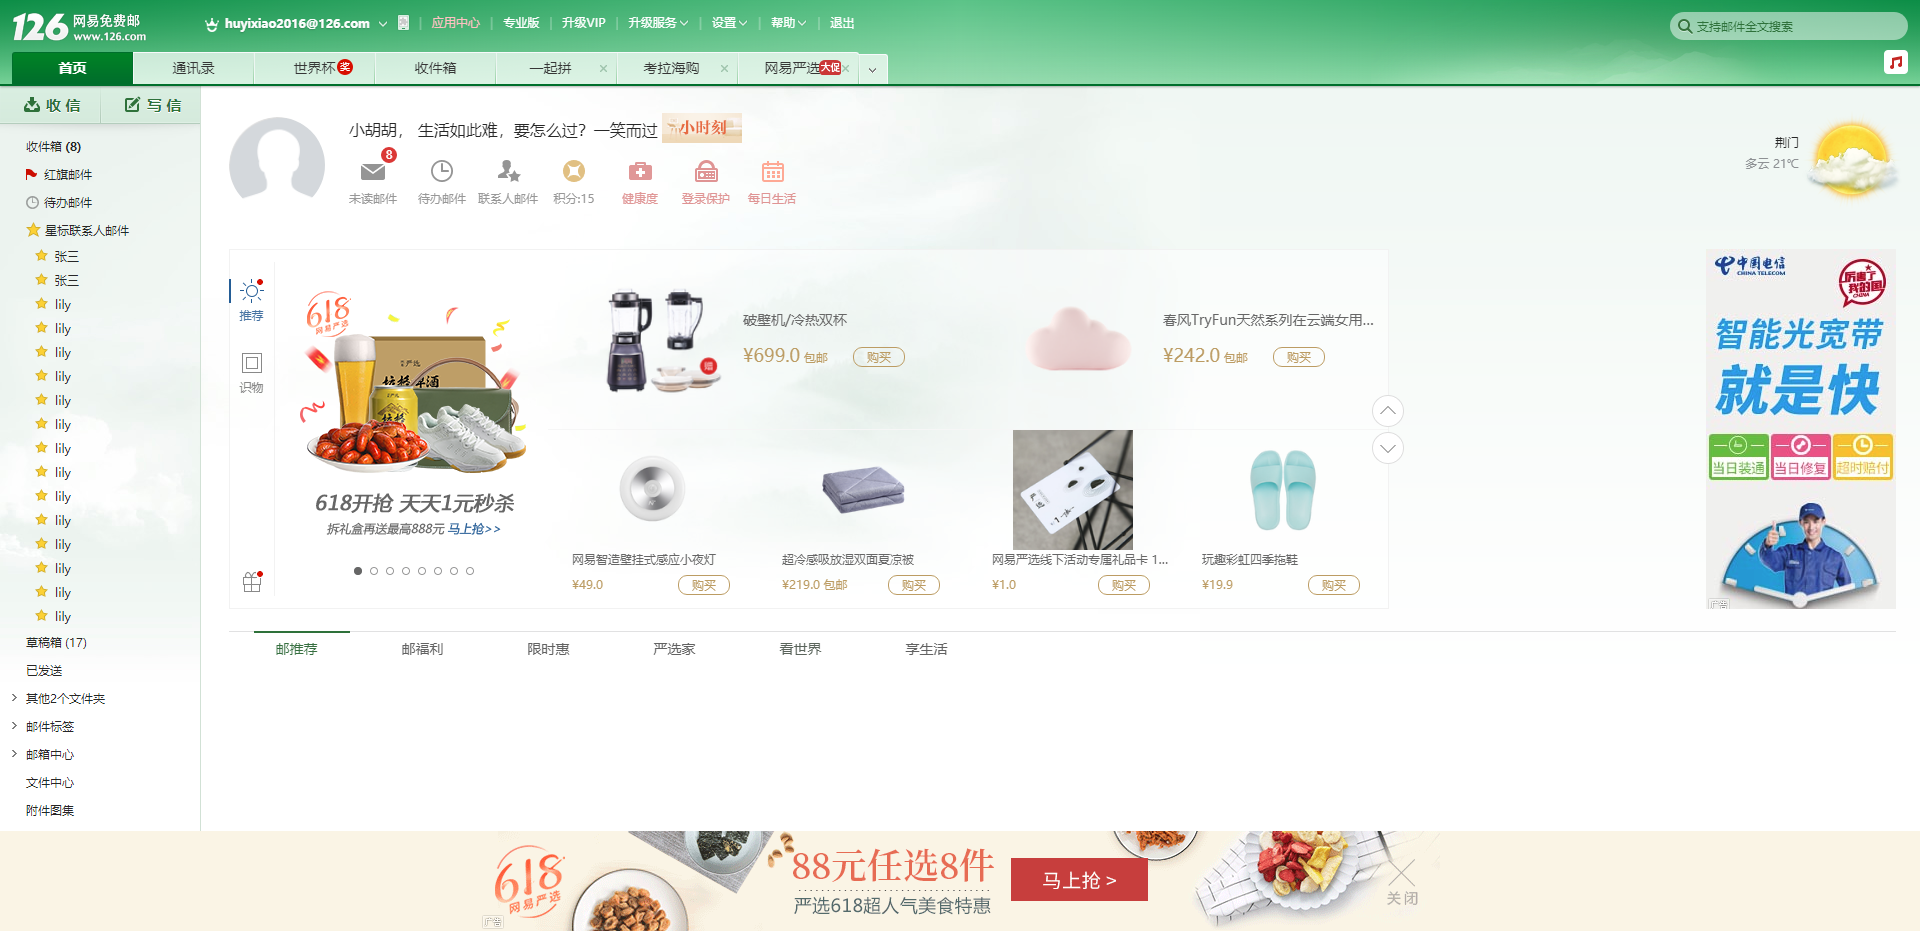 126 网易免费邮
www.126.com
huyixiao2016@126.com
应用中心 | 专业版 | 升级VIP | 升级服务 | 设置 | 帮助 | 退出
支持邮件全文搜索
首页
通讯录
世界杯 奖
收件箱
一起拼
考拉海购
网易严选 大促
收 信
写 信
收件箱 (8)
红旗邮件
待办邮件
星标联系人邮件
张三
张三
lily
lily
lily
lily
lily
lily
lily
lily
lily
lily
lily
lily
lily
lily
草稿箱 (17)
已发送
其他2个文件夹
邮件标签
邮箱中心
文件中心
附件图集
小胡胡， 生活如此难，要怎么过？一笑而过
小时刻
8
未读邮件
待办邮件
联系人邮件
积分:15
健康度
登录保护
每日生活
荆门
多云 21℃
推荐
识物
618
网易严选
618开抢 天天1元秒杀
拆礼盒再送最高888元 马上抢>>
赠
破壁机/冷热双杯
¥699.0 包邮
购买
春风TryFun天然系列在云端女用...
¥242.0 包邮
购买
网易智造壁挂式感应小夜灯
¥49.0
购买
超冷感吸放湿双面夏凉被
¥219.0 包邮
购买
网易严选线下活动专属礼品卡 1...
¥1.0
购买
玩趣彩虹四季拖鞋
¥19.9
购买
中国电信
CHINA TELECOM
厉害了
我的国
CHINA
智能光宽带
就是快
当日装通
当日修复
超时赔付
广告
邮推荐
邮福利
限时惠
严选家
看世界
享生活
618
网易严选
广告
88元任选8件
严选618超人气美食特惠
马上抢 >
关闭